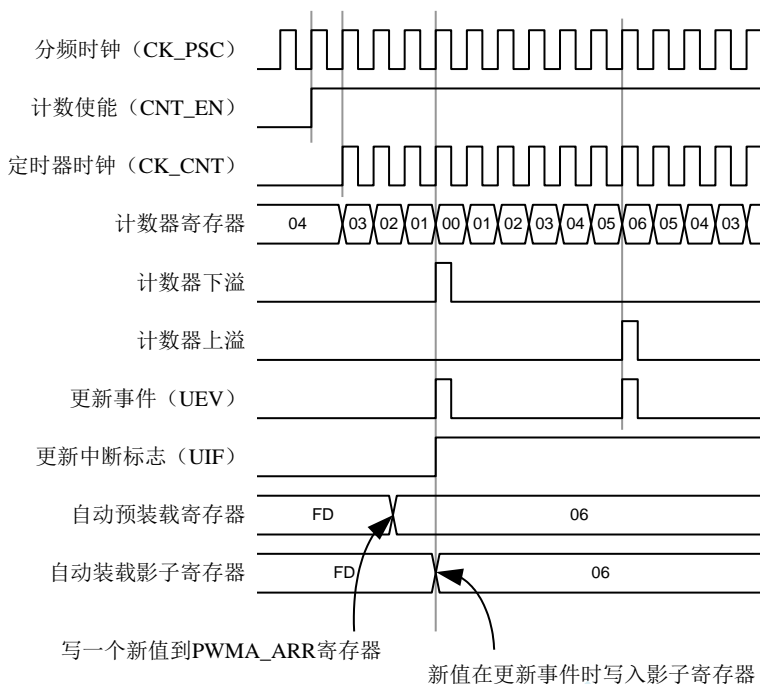 分频时钟（CK_PSC）
计数使能（CNT_EN）
定时器时钟（CK_CNT）
计数器寄存器 04 03 02 01 00 01 02 03 04 05 06 05 04 03
计数器下溢
计数器上溢
更新事件（UEV）
更新中断标志（UIF）
自动预装载寄存器 FD 06
自动装载影子寄存器 FD 06
写一个新值到PWMA_ARR寄存器
新值在更新事件时写入影子寄存器